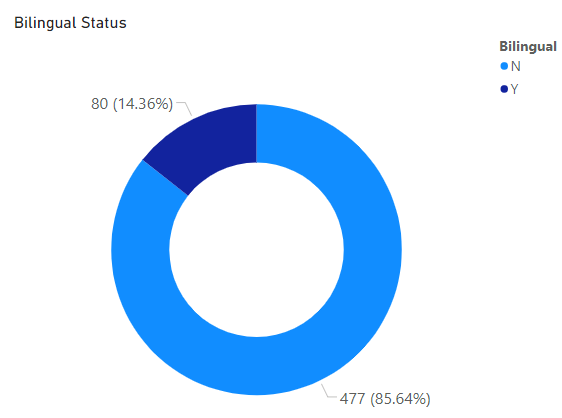 Bilingual Status
Bilingual
N
Y
80 (14.36%)
477 (85.64%)